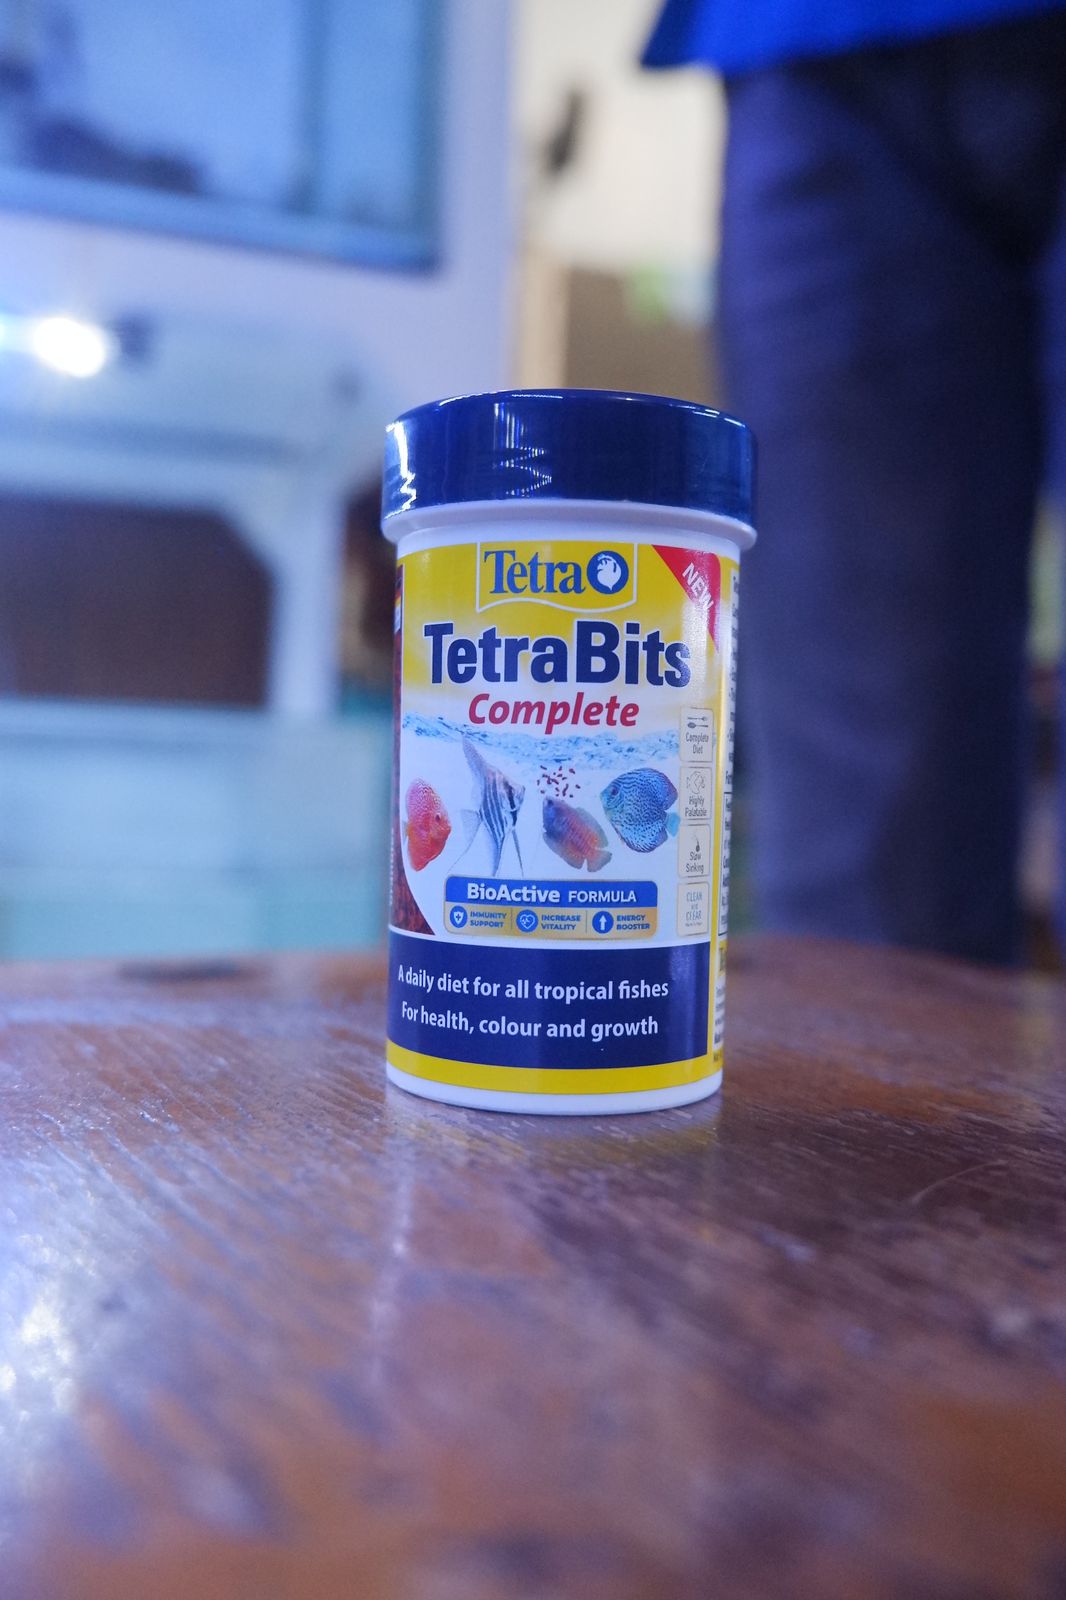 Tetra
NEW
TetraBits
Complete
Complete
Diet
Highly
Palatable
Slow
Sinking
CLEAN
CLEAR
BioActive FORMULA
IMMUNITY
SUPPORT
INCREASE
VITALITY
ENERGY
BOOSTER
A daily diet for all tropical fishes
For health, colour and growth